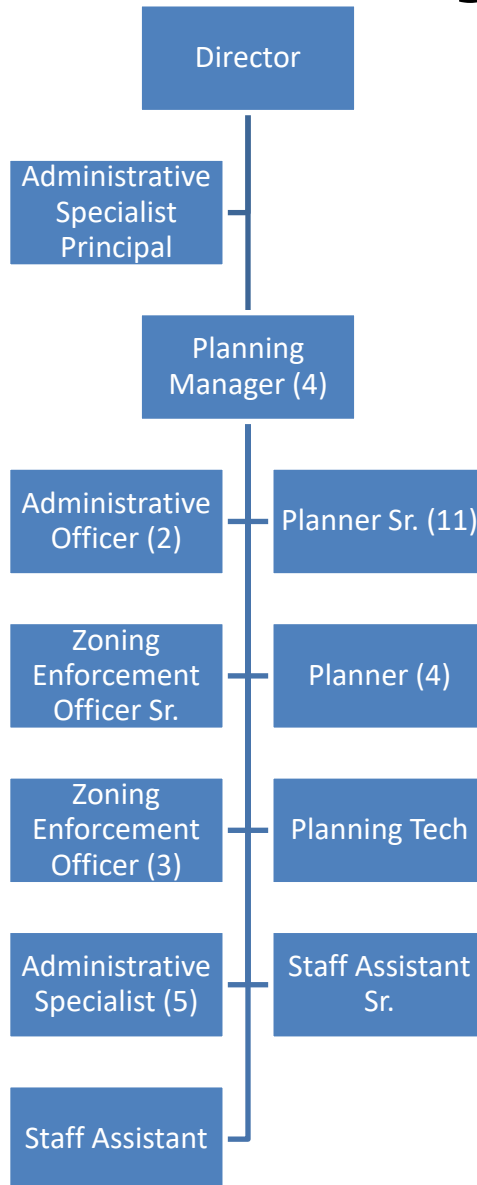 Director
Administrative
Specialist
Principal
Planning
Manager (4)
Administrative
Officer (2)
Planner Sr. (11)
Zoning
Enforcement
Officer Sr.
Planner (4)
Zoning
Enforcement
Officer (3)
Planning Tech
Administrative
Specialist (5)
Staff Assistant
Sr.
Staff Assistant